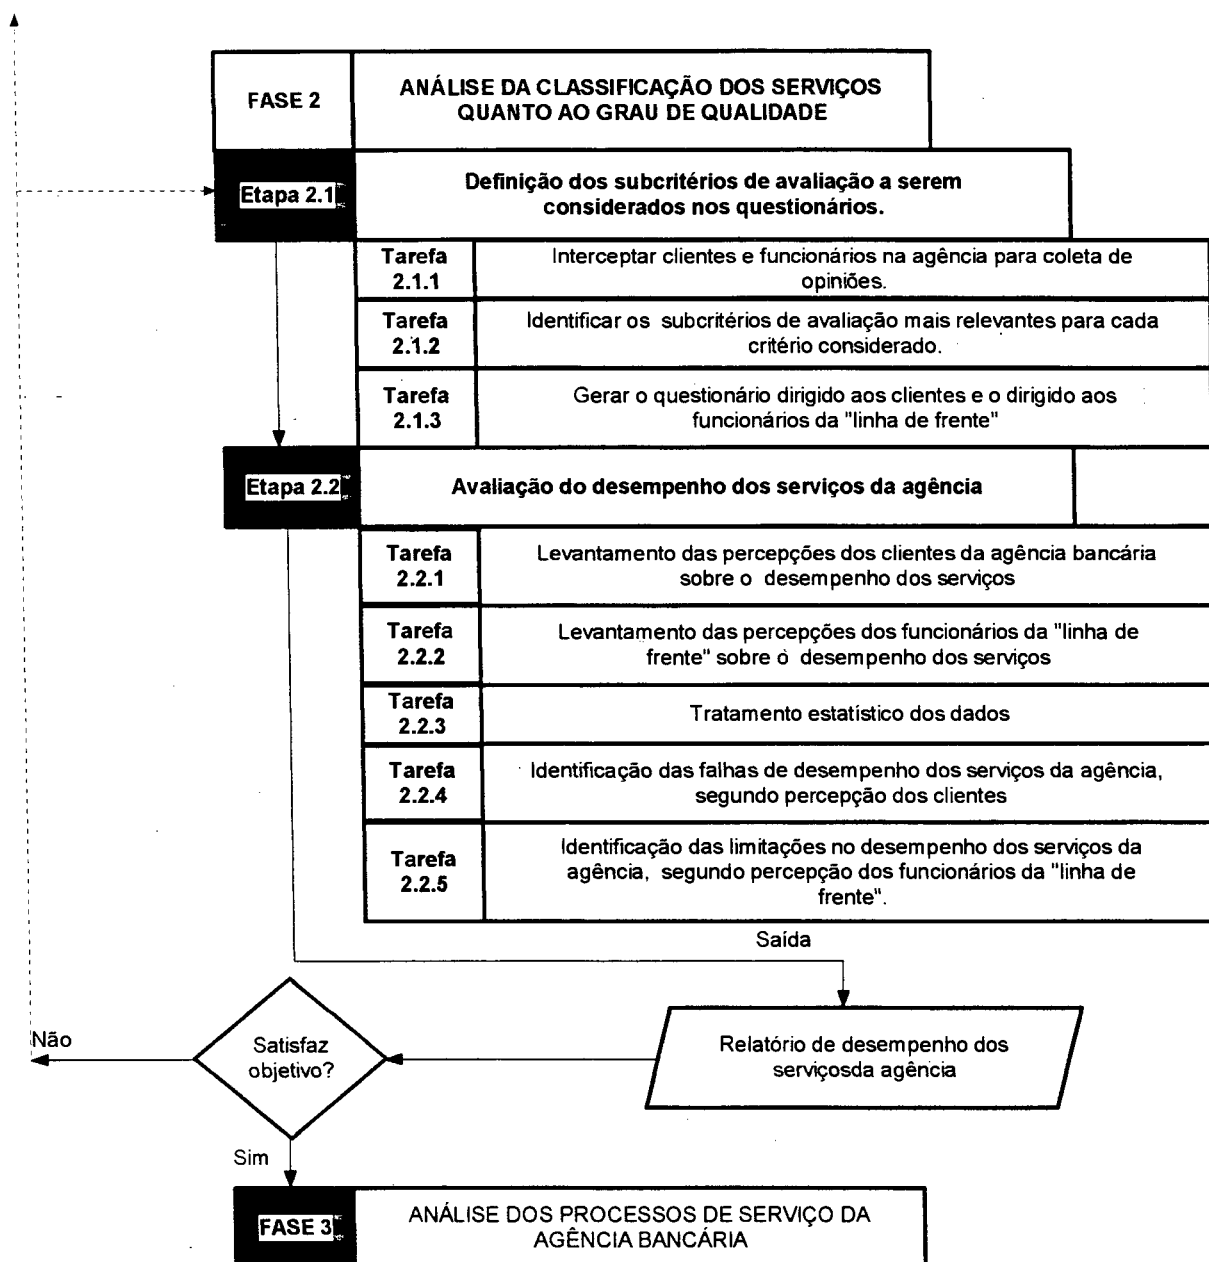 FASE 2
ANÁLISE DA CLASSIFICAÇÃO DOS SERVIÇOS
QUANTO AO GRAU DE QUALIDADE
Etapa 2.1
Definição dos subcritérios de avaliação a serem
considerados nos questionários.
Tarefa
2.1.1
Interceptar clientes e funcionários na agência para coleta de
opiniões.
Tarefa
2.1.2
Identificar os subcritérios de avaliação mais relevantes para cada
critério considerado.
Tarefa
2.1.3
Gerar o questionário dirigido aos clientes e o dirigido aos
funcionários da "linha de frente"
Etapa 2.2
Avaliação do desempenho dos serviços da agência
Tarefa
2.2.1
Levantamento das percepções dos clientes da agência bancária
sobre o desempenho dos serviços
Tarefa
2.2.2
Levantamento das percepções dos funcionários da "linha de
frente" sobre o desempenho dos serviços
Tarefa
2.2.3
Tratamento estatístico dos dados
Tarefa
2.2.4
Identificação das falhas de desempenho dos serviços da agência,
segundo percepção dos clientes
Tarefa
2.2.5
Identificação das limitações no desempenho dos serviços da
agência, segundo percepção dos funcionários da "linha de
frente".
Saída
Relatório de desempenho dos
serviçosda agência
Satisfaz
objetivo?
Não
Sim
FASE 3
ANÁLISE DOS PROCESSOS DE SERVIÇO DA
AGÊNCIA BANCÁRIA